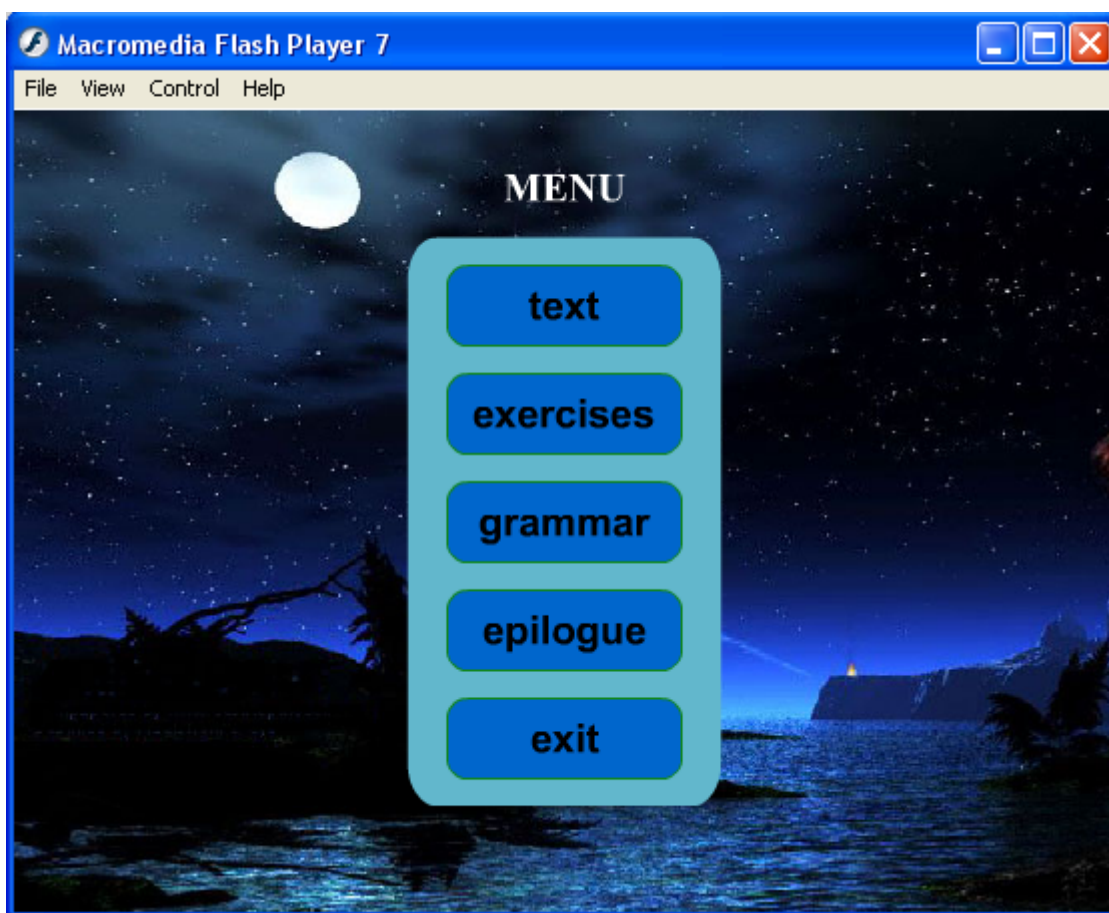 Macromedia Flash Player 7
File View Control Help
MENU
text
exercises
grammar
epilogue
exit